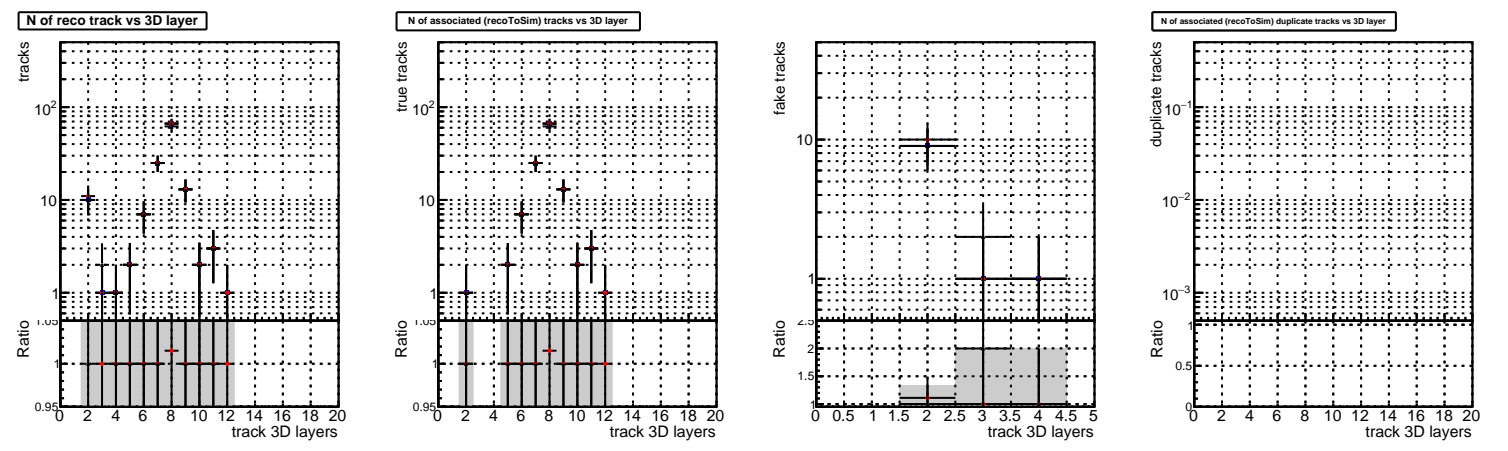 N of reco track vs 3D layer
tracks
10²
10
1
Ratio
1.05
1
0.95
0 2 4 6 8 10 12 14 16 18 20
track 3D layers
N of associated (recoToSim) tracks vs 3D layer
true tracks
10²
10
1
Ratio
1.05
1
0.95
0 2 4 6 8 10 12 14 16 18 20
track 3D layers
fake tracks
10
1
Ratio
2.5
2
1.5
1
0 0.5 1 1.5 2 2.5 3 3.5 4 4.5 5
track 3D layers
N of associated (recoToSim) duplicate tracks vs 3D layer
duplicate tracks
10⁻¹
10⁻²
10⁻³
Ratio
1
0.5
0
0 2 4 6 8 10 12 14 16 18 20
track 3D layers